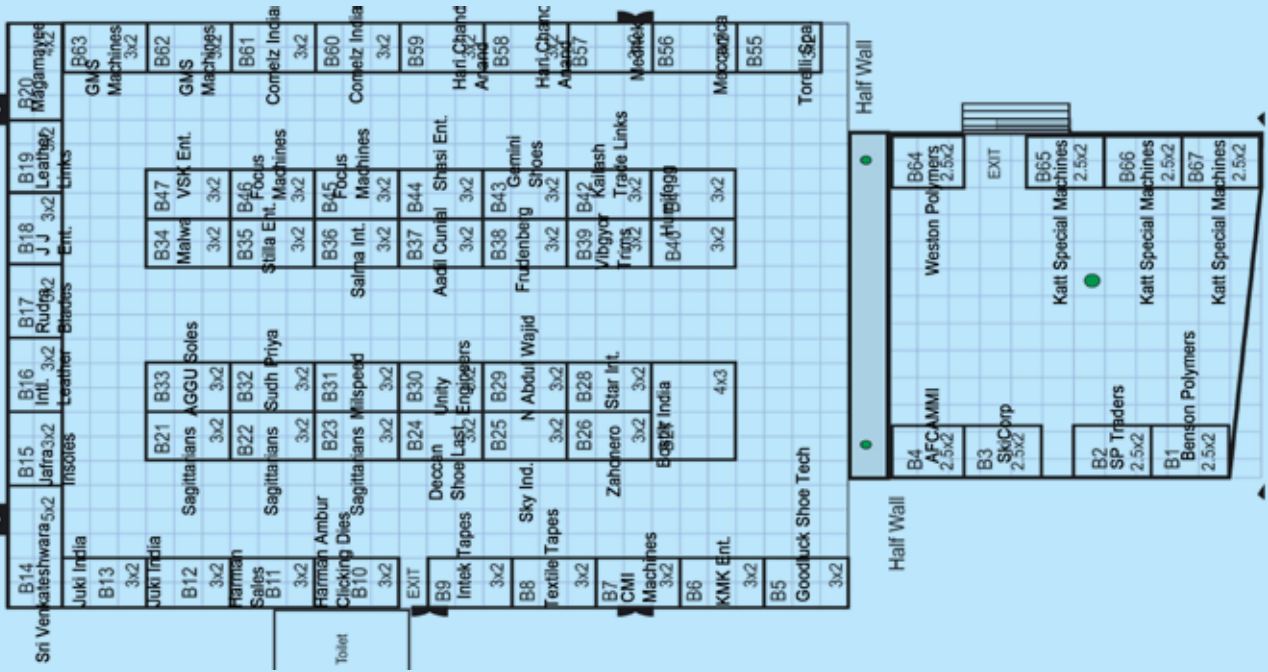 B14
Sri Venkateshwara
5x2
B15
Jafra
Insoles
3x2
B16
Intl.
Leather
3x2
B17
Rudra
Blades
3x2
B18
J J
Ent.
3x2
B19
Leather
Links
3x2
B20
Magamayee
4x2
Juki India
B13
3x2
B63
GMS
Machines
3x2
Juki India
B12
3x2
B21
Sagittarians
3x2
B33
AGGU Soles
3x2
B34
Malwa
3x2
B47
VSK Ent.
3x2
B62
GMS
Machines
3x2
Harman
Sales
B11
3x2
B22
Sagittarians
3x2
B32
Sudh Priya
3x2
B35
Stilla Ent.
3x2
B46
Focus
Machines
3x2
B61
Comelz India
3x2
Toilet
Harman Ambur
Clicking Dies
B10
3x2
B23
Sagittarians
3x2
B31
Milspeed
3x2
B36
Salma Int.
3x2
B45
Focus
Machines
3x2
B60
Comelz India
3x2
EXIT
B9
Intek Tapes
3x2
B24
Deccan
Shoe Last
3x2
B30
Unity
Engineers
3x2
B37
Aadil Cunial
3x2
B44
Shasi Ent.
3x2
B59
Hari Chand
Anand
3x2
B8
Textile Tapes
3x2
B25
Sky Ind.
3x2
B29
N Abdul Wajid
3x2
B38
Frudenberg
3x2
B43
Gemini
Shoes
3x2
B58
Hari Chand
Anand
3x2
B7
CMI
Machines
3x2
B26
Zahonero
3x2
B28
Star Int.
3x2
B39
Vibgyor
Trims
3x2
B42
Kailash
Trade Links
3x2
B57
Mechtek
B6
KMK Ent.
3x2
Bostik India
4x3
B40
3x2
3x2
B56
B5
Goodluck Shoe Tech
3x2
B55
Torelli Spa
Half Wall
Half Wall
B4
AFCAMMI
2.5x2
B64
Weston Polymers
2.5x2
B3
SkiCorp
2.5x2
EXIT
B65
Katt Special Machines
2.5x2
B2
SP Traders
2.5x2
B66
Katt Special Machines
2.5x2
B1
Benson Polymers
2.5x2
B67
Katt Special Machines
2.5x2